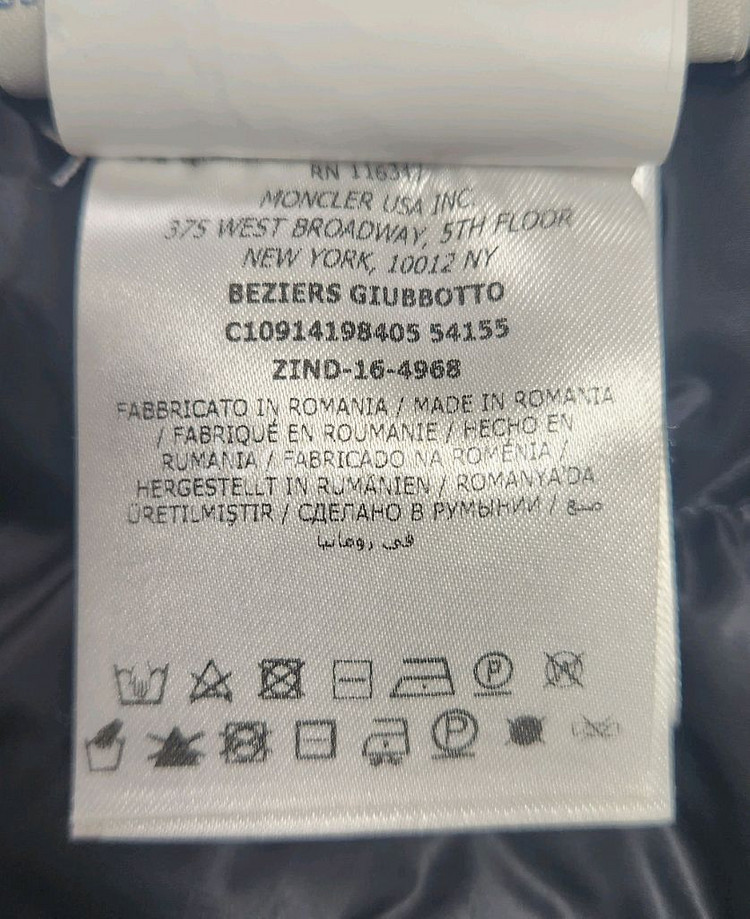 RN 116317
MONCLER USA INC.
375 WEST BROADWAY, 5TH FLOOR
NEW YORK, 10012 NY
BEZIERS GIUBBOTTO
C10914198405 54155
ZIND-16-4968
FABBRICATO IN ROMANIA / MADE IN ROMANIA
/ FABRIQUÉ EN ROUMANIE / HECHO EN
RUMANIA / FABRICADO NA ROMÉNIA /
HERGESTELLT IN RUMÄNIEN / ROMANYA'DA
ÜRETILMIŞTIR / СДЕЛАНО В РУМЫНИИ / صنع
في رومانيا
P W
P